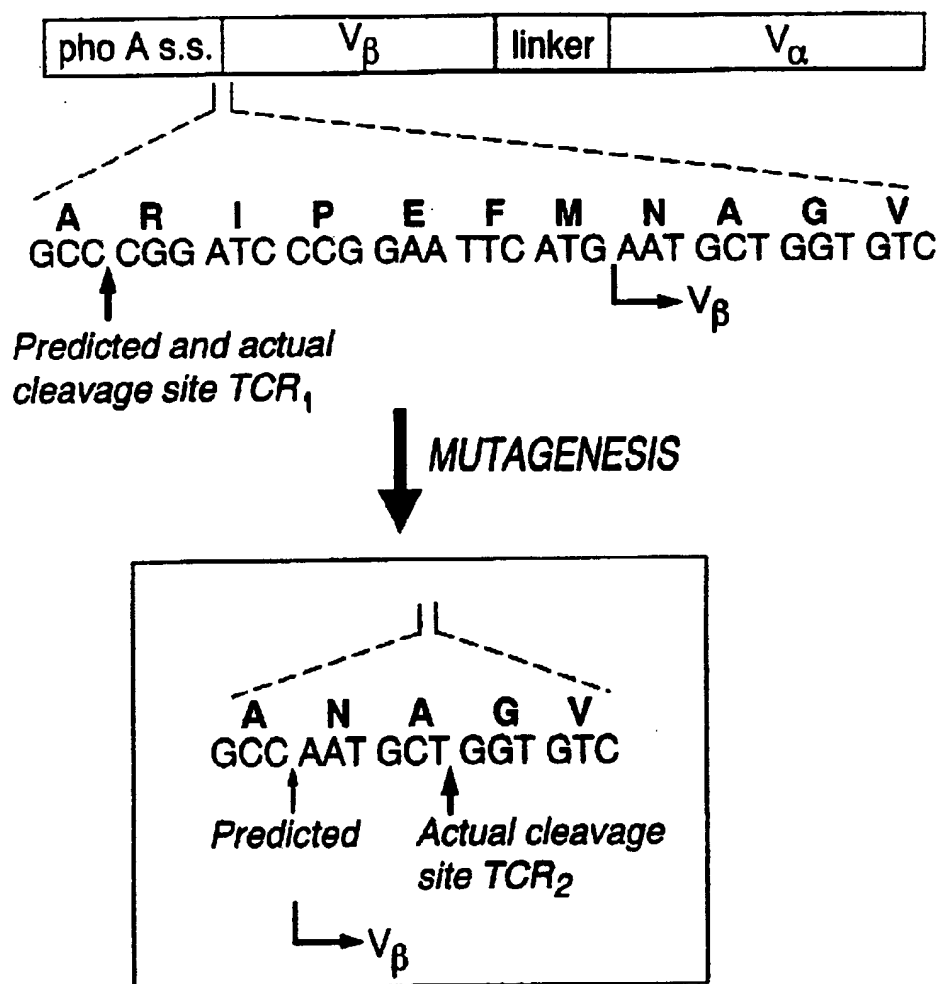 pho A s.s. Vβ linker Vα
A R I P E F M N A G V
GCC CGG ATC CCG GAA TTC ATG AAT GCT GGT GTC
Vβ
Predicted and actual
cleavage site TCR1
MUTAGENESIS
A N A G V
GCC AAT GCT GGT GTC
Predicted Actual cleavage
site TCR2
Vβ